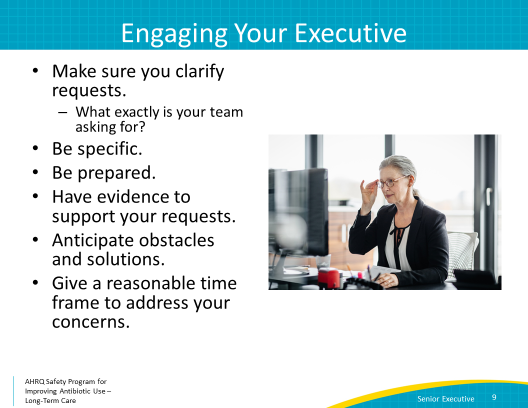 Engaging Your Executive
• Make sure you clarify
requests.
– What exactly is your team
asking for?
• Be specific.
• Be prepared.
• Have evidence to
support your requests.
• Anticipate obstacles
and solutions.
• Give a reasonable time
frame to address your
concerns.
AHRQ Safety Program for
Improving Antibiotic Use –
Long-Term Care
Senior Executive 9